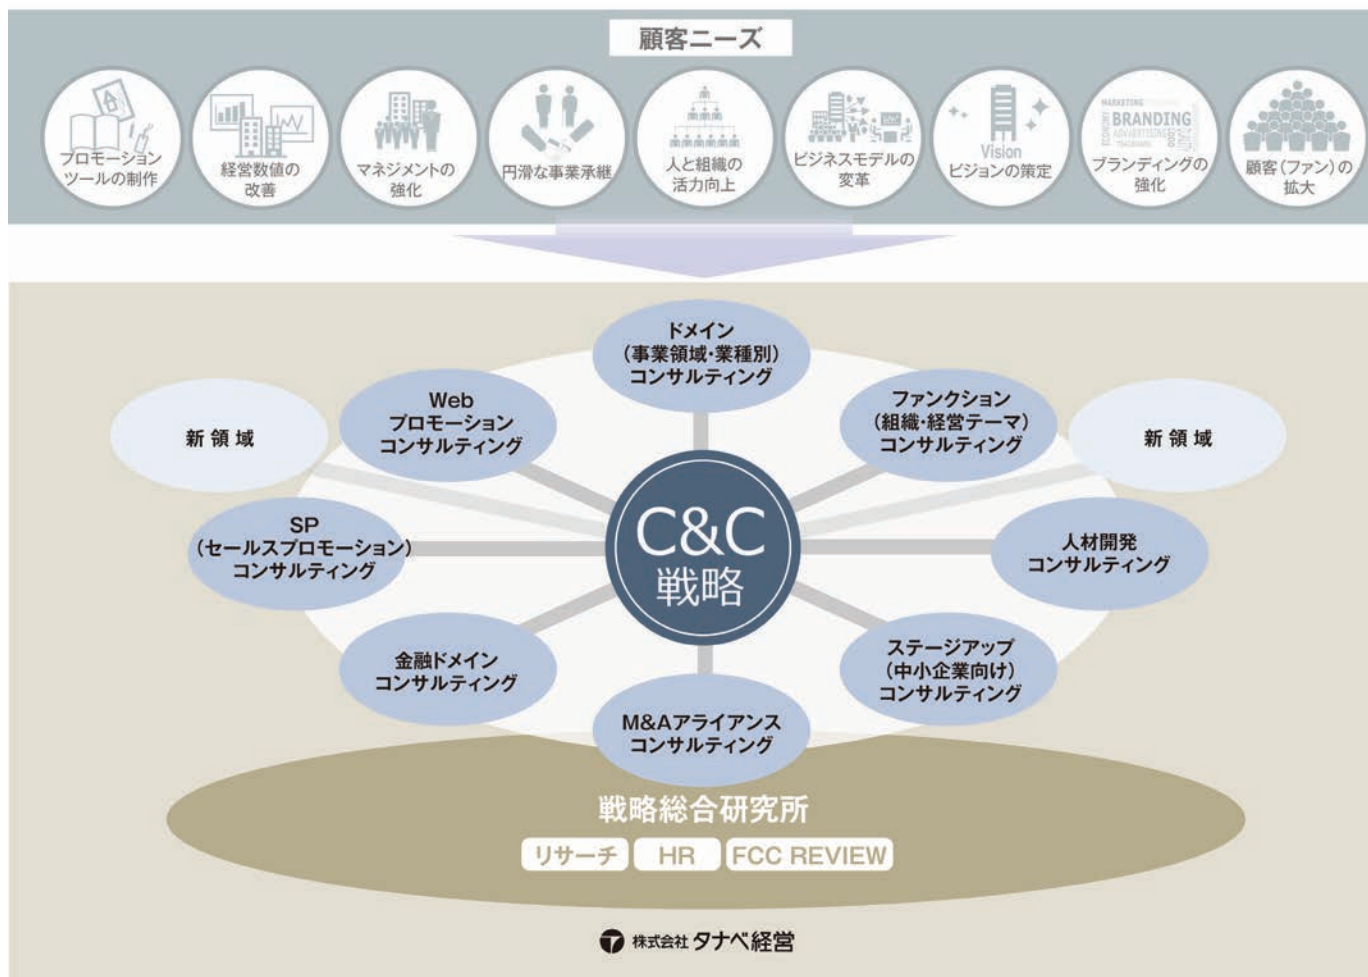 顧客ニーズ
プロモーション
ツールの制作
経営数値の
改善
マネジメントの
強化
円滑な事業承継
人と組織の
活力向上
ビジネスモデルの
変革
Vision
ビジョンの策定
MARKETING
BRANDING
ADVERTISING
ECONOMY
ブランディングの
強化
顧客(ファン)の
拡大
ドメイン
(事業領域・業種別)
コンサルティング
Web
プロモーション
コンサルティング
ファンクション
(組織・経営テーマ)
コンサルティング
新領域
新領域
C&C
戦略
SP
(セールスプロモーション)
コンサルティング
人材開発
コンサルティング
金融ドメイン
コンサルティング
ステージアップ
(中小企業向け)
コンサルティング
M&Aアライアンス
コンサルティング
戦略総合研究所
リサーチ
HR
FCC REVIEW
株式会社 タナベ経営